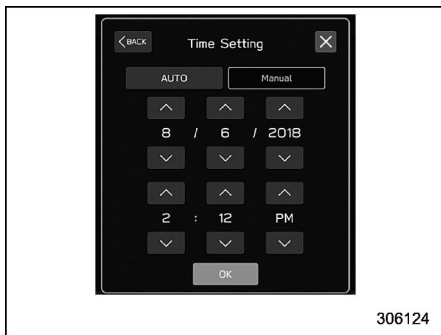 BACK Time Setting
AUTO Manual
8 / 6 / 2018
2 : 12 PM
OK
306124